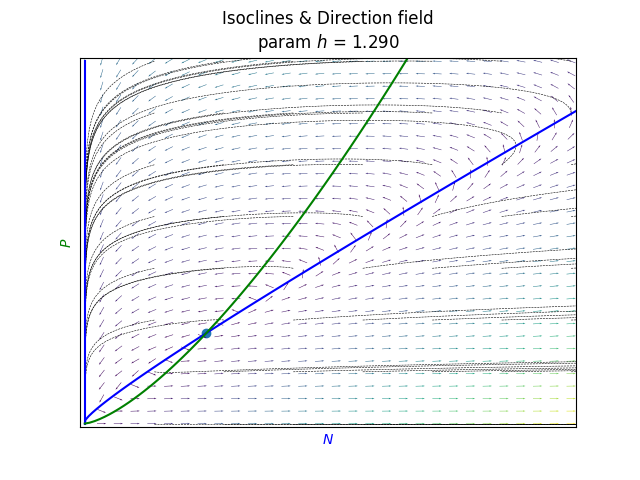 Isoclines & Direction field
param h = 1.290
P
N